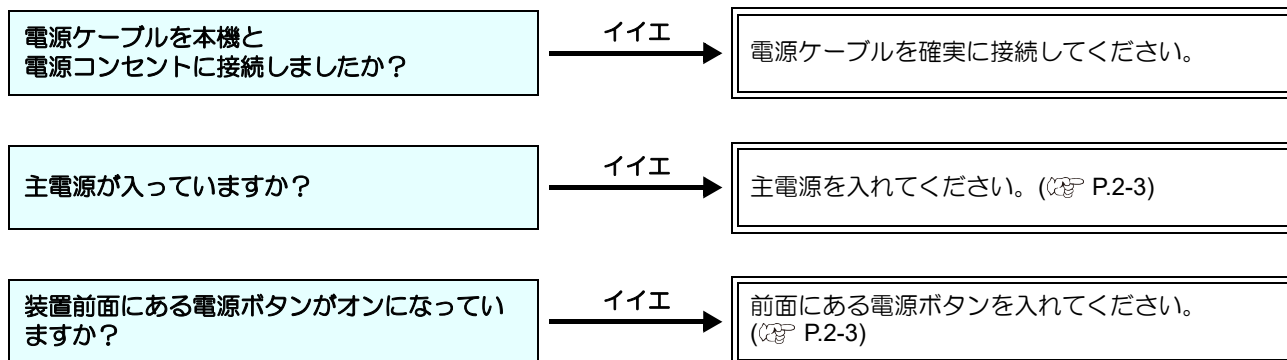 電源ケーブルを本機と
電源コンセントに接続しましたか？
イイエ
電源ケーブルを確実に接続してください。
主電源が入っていますか？
イイエ
主電源を入れてください。(☞ P.2-3)
装置前面にある電源ボタンがオンになってい
ますか？
イイエ
前面にある電源ボタンを入れてください。
(☞ P.2-3)